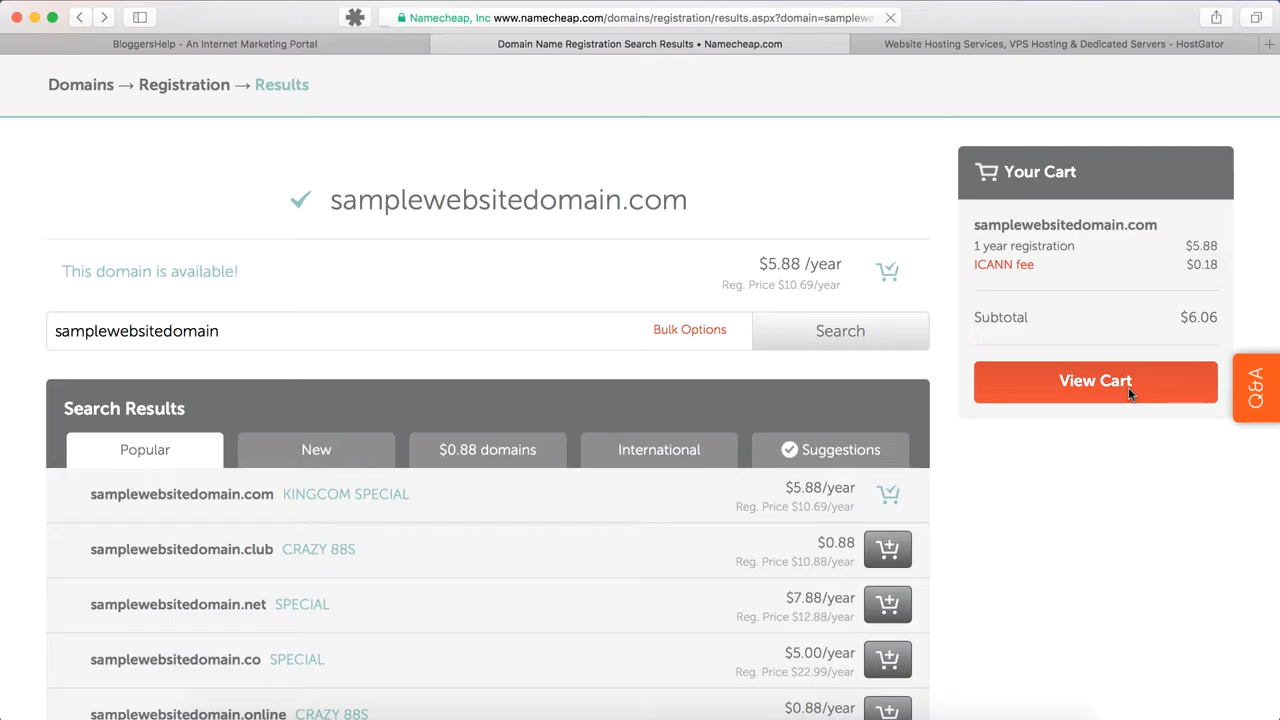 Namecheap, Inc www.namecheap.com/domains/registration/results.aspx?domain=samplewe
BloggersHelp - An Internet Marketing Portal
Domain Name Registration Search Results • Namecheap.com
Website Hosting Services, VPS Hosting & Dedicated Servers - HostGator
Domains → Registration → Results
samplewebsitedomain.com
This domain is available!
$5.88 /year
Reg. Price $10.69/year
samplewebsitedomain
Bulk Options
Search
Search Results
Popular
New
$0.88 domains
International
Suggestions
samplewebsitedomain.com KINGCOM SPECIAL
$5.88/year
Reg. Price $10.69/year
samplewebsitedomain.club CRAZY 88S
$0.88
Reg. Price $10.88/year
samplewebsitedomain.net SPECIAL
$7.88/year
Reg. Price $12.88/year
samplewebsitedomain.co SPECIAL
$5.00/year
Reg. Price $22.99/year
samplewebsitedomain.online CRAZY 88S
$0.88/year
Your Cart
samplewebsitedomain.com
1 year registration $5.88
ICANN fee $0.18
Subtotal $6.06
View Cart
Q&A